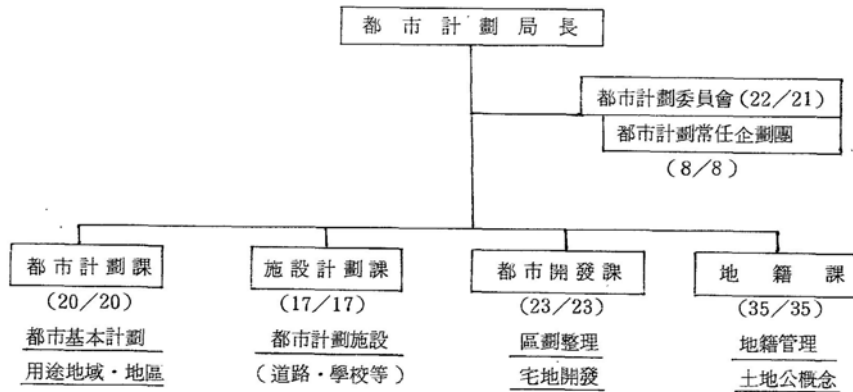 都市計劃局長
都市計劃委員會(22/21)
都市計劃常任企劃團
(8/8)
都市計劃課 施設計劃課 都市開發課 地籍課
(20/20) (17/17) (23/23) (35/35)
都市基本計劃 都市計劃施設 區劃整理 地籍管理
用途地域·地區 (道路·學校等) 宅地開發 土地公概念